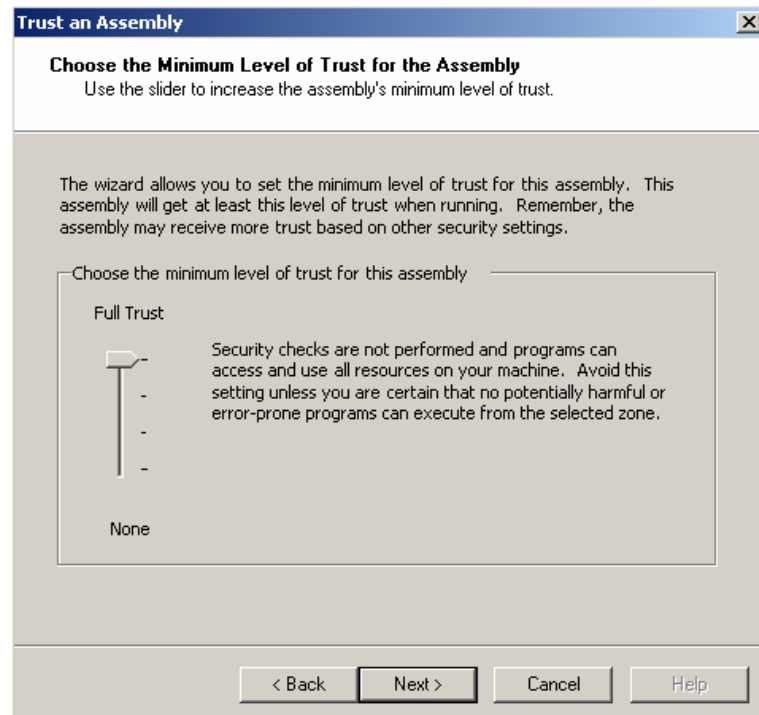 Trust an Assembly
Choose the Minimum Level of Trust for the Assembly
Use the slider to increase the assembly's minimum level of trust.
The wizard allows you to set the minimum level of trust for this assembly. This
assembly will get at least this level of trust when running. Remember, the
assembly may receive more trust based on other security settings.
Choose the minimum level of trust for this assembly
Full Trust
Security checks are not performed and programs can
access and use all resources on your machine. Avoid this
setting unless you are certain that no potentially harmful or
error-prone programs can execute from the selected zone.
None
< Back
Next >
Cancel
Help